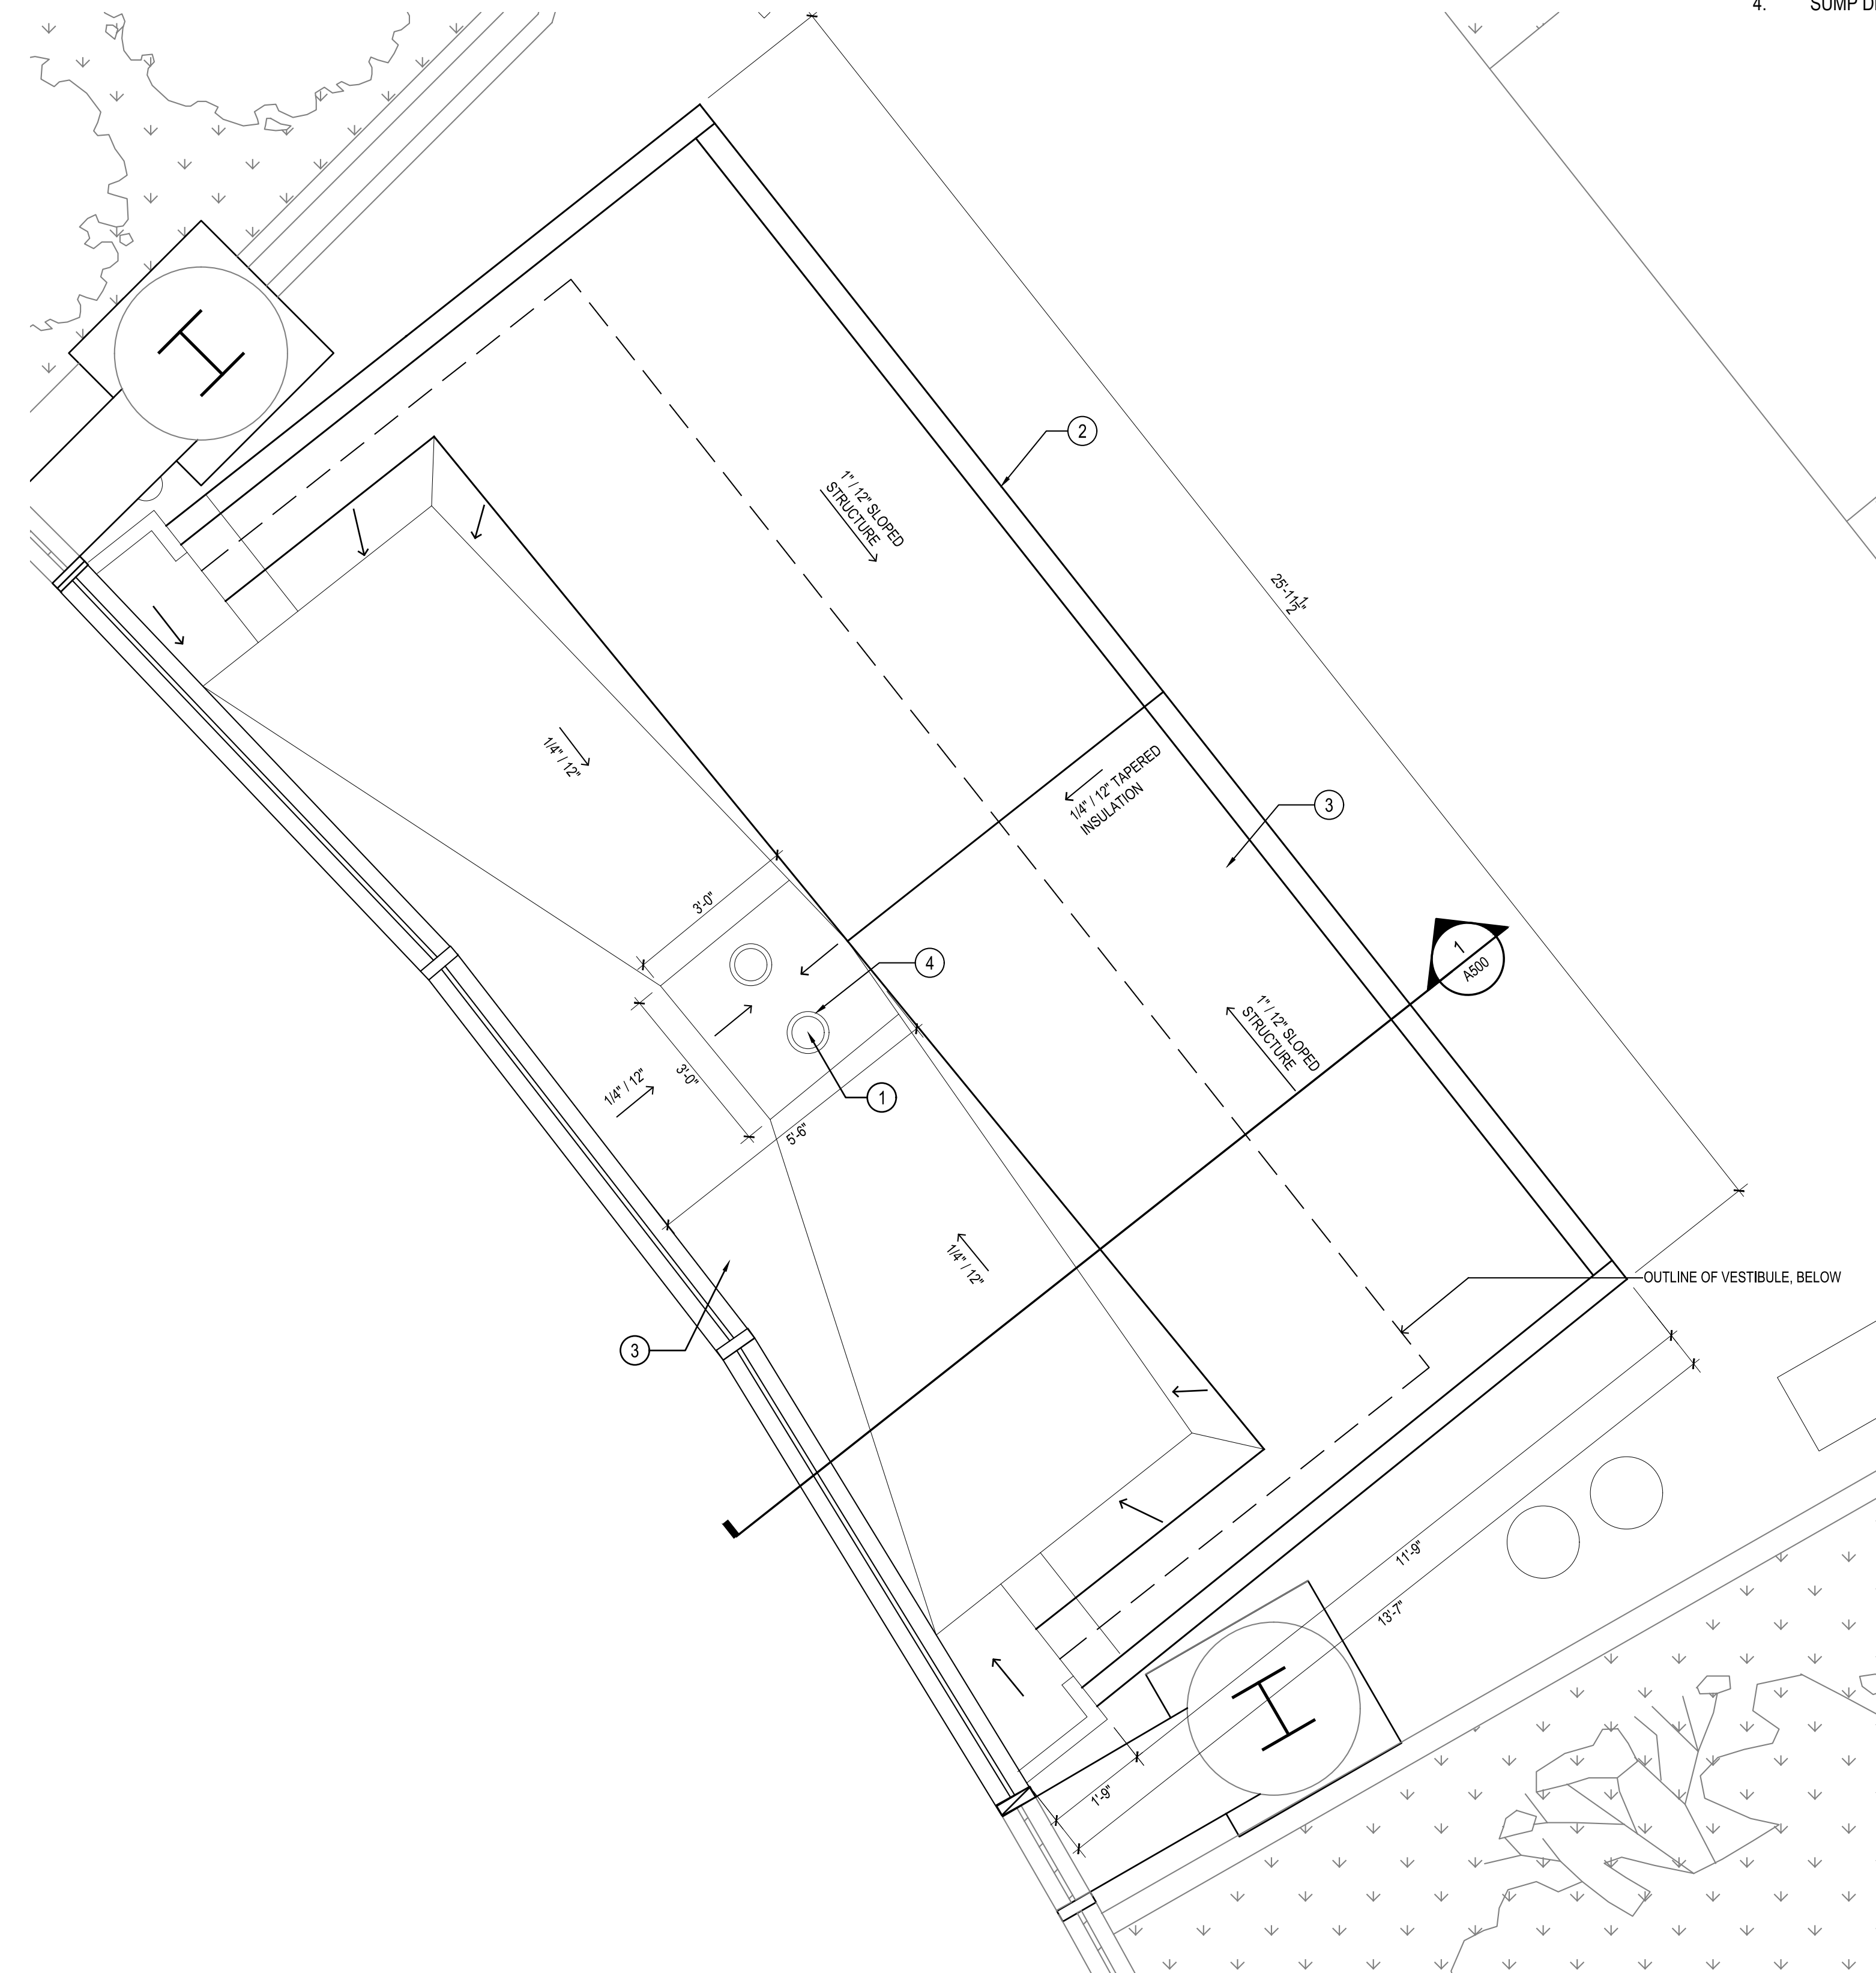 4. SUMP D
2
1" / 12" SLOPED
STRUCTURE
25'-11 1/2"
1/4" / 12"
1/4" / 12" TAPERED
INSULATION
3
3'-0"
4
1
A500
1" / 12" SLOPED
STRUCTURE
1/4" / 12"
3'-0"
1
5'-6"
1/4" / 12"
OUTLINE OF VESTIBULE, BELOW
3
11'-9"
13'-7"
1'-9"